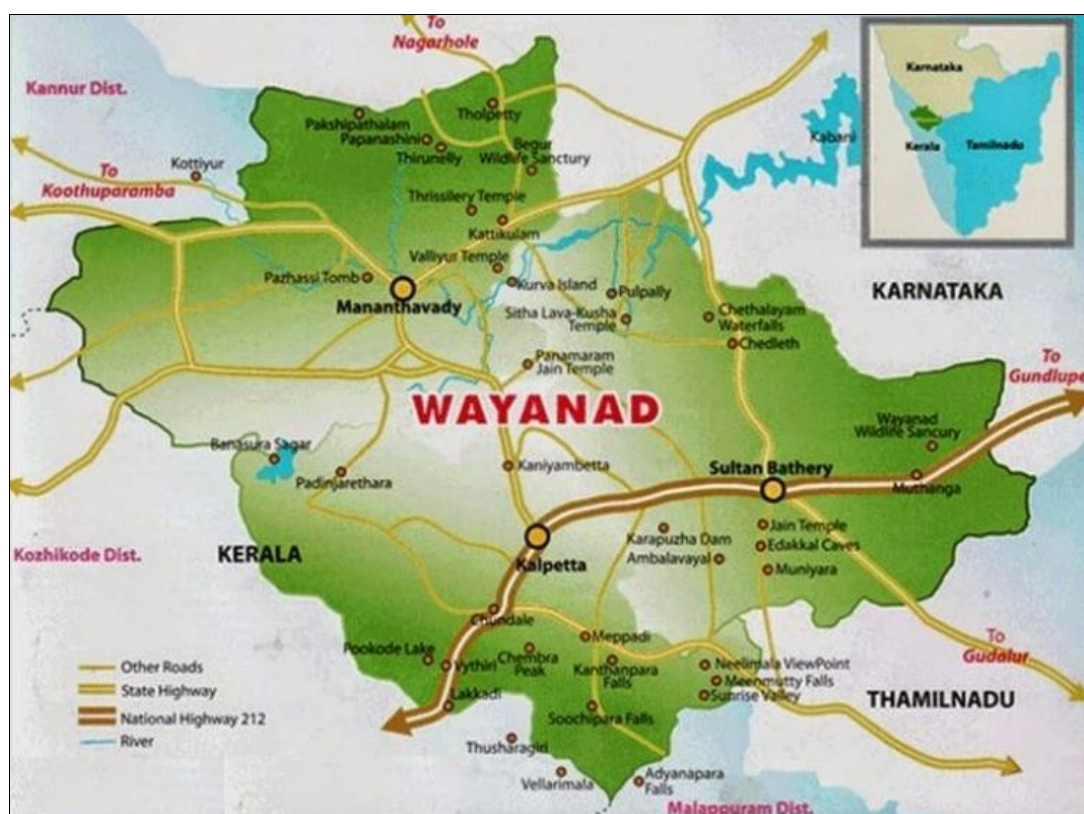 To
Nagarhole
Kannur Dist.
Karnataka
Kerala
Tamilnadu
Tholpetty
Pakshipathalam
Papanashini
Thirunelly
Begur
Wildlife Sanctury
Kabani
Kottiyur
To
Koothuparamba
Thrissilery Temple
Kattikulam
Valliyur Temple
Pazhassi Tomb
Kurva Island
Pulpally
KARNATAKA
Mananthavady
Sitha Lava-Kusha
Temple
Chethalayam
Waterfalls
Chedleth
Panamaram
Jain Temple
To
Gundlupe
WAYANAD
Wayanad
Wildlife Sancury
Banasura Sagar
Padinjarethara
Kaniyambetta
Sultan Bathery
Muthanga
Kozhikode Dist.
KERALA
Kalpetta
Karapuzha Dam
Ambalavayal
Jain Temple
Edakkal Caves
Muniyara
Chundale
Meppadi
To
Gudalur
Pookode Lake
Vythiri
Chembra
Peak
Kanthanpara
Falls
Neelimala ViewPoint
Meenmutty Falls
Sunrise Valley
Lakkadi
Soochipara Falls
THAMILNADU
Other Roads
State Highway
National Highway 212
River
Thusharagiri
Vellarimala
Adyanapara
Falls
Malappuram Dist.